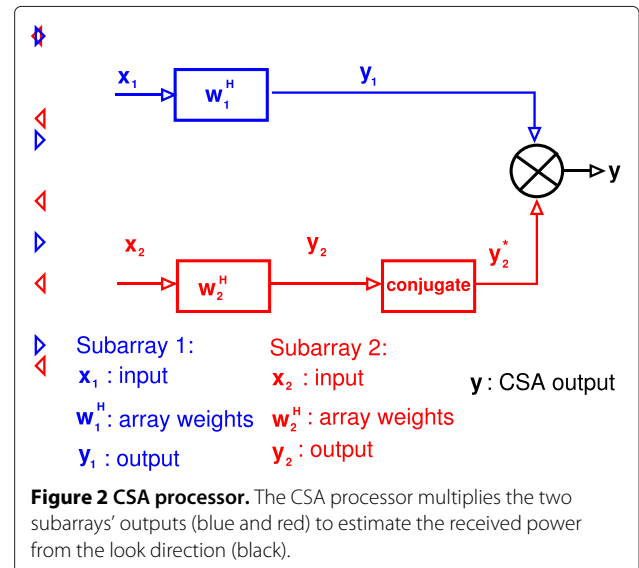 x₁
w₁ᴴ
y₁
y
x₂
w₂ᴴ
y₂
conjugate
y₂*
Subarray 1:
x₁ : input
w₁ᴴ: array weights
y₁ : output
Subarray 2:
x₂ : input
w₂ᴴ: array weights
y₂ : output
y : CSA output
Figure 2 CSA processor. The CSA processor multiplies the two
subarrays’ outputs (blue and red) to estimate the received power
from the look direction (black).